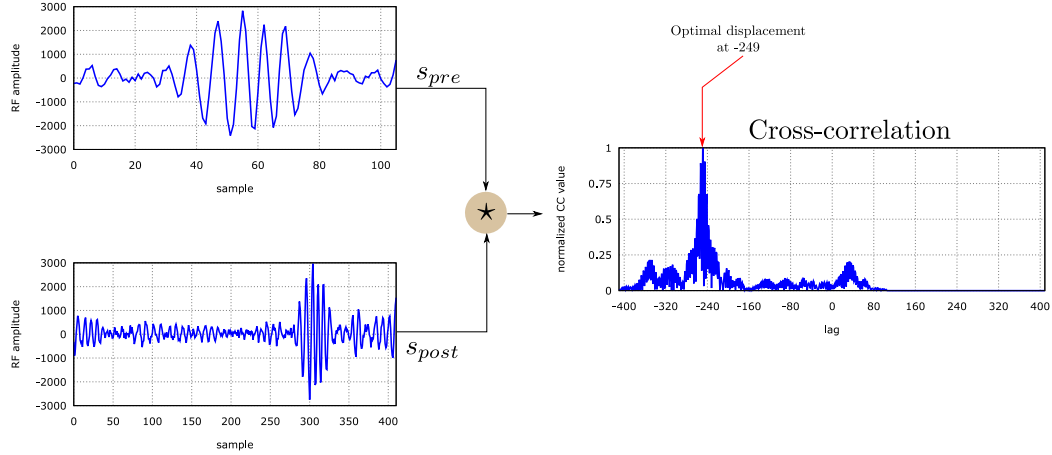 3000
2000
1000
0
-1000
-2000
-3000
RF amplitude
0 20 40 60 80 100
sample
s_pre
3000
2000
1000
0
-1000
-2000
-3000
RF amplitude
0 50 100 150 200 250 300 350 400
sample
s_post
★
Optimal displacement
at -249
Cross-correlation
1
0.75
0.5
0.25
0
normalized CC value
-400 -320 -240 -160 -80 0 80 160 240 320 400
lag